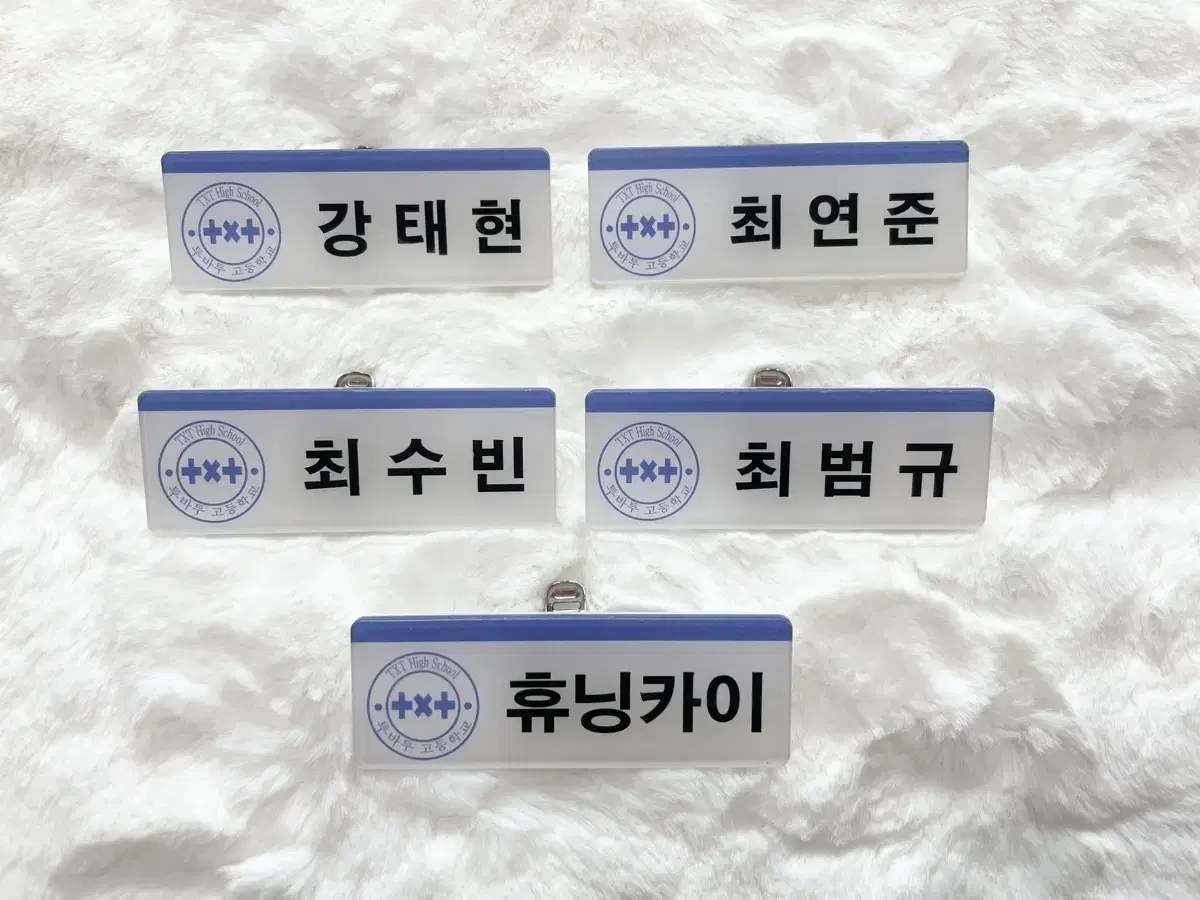 TXT High School
+x+
투바투 고등학교
강태현
TXT High School
+x+
투바투 고등학교
최연준
TXT High School
+x+
투바투 고등학교
최수빈
TXT High School
+x+
투바투 고등학교
최범규
TXT High School
+x+
투바투 고등학교
휴닝카이